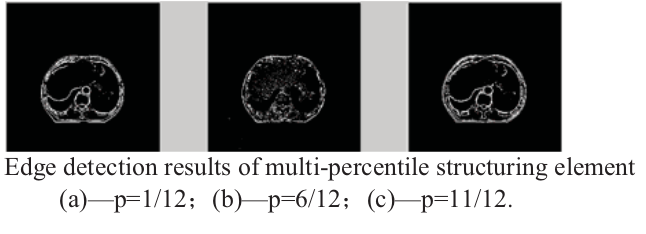 Edge detection results of multi-percentile structuring element
(a)—p=1/12；(b)—p=6/12；(c)—p=11/12.